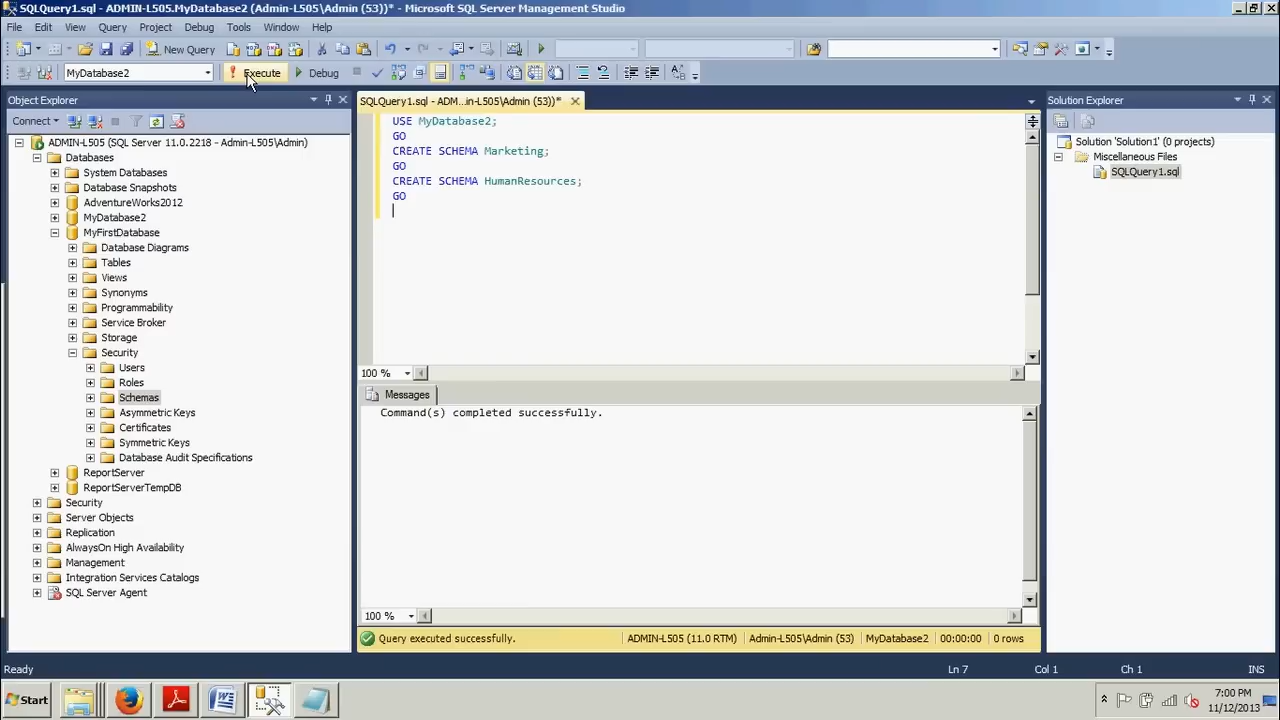 SQLQuery1.sql - ADMIN-L505.MyDatabase2 (Admin-L505\Admin (53))* - Microsoft SQL Server Management Studio
File Edit View Query Project Debug Tools Window Help
New Query
MyDatabase2 Execute Debug
Object Explorer
Connect
ADMIN-L505 (SQL Server 11.0.2218 - Admin-L505\Admin)
Databases
System Databases
Database Snapshots
AdventureWorks2012
MyDatabase2
MyFirstDatabase
Database Diagrams
Tables
Views
Synonyms
Programmability
Service Broker
Storage
Security
Users
Roles
Schemas
Asymmetric Keys
Certificates
Symmetric Keys
Database Audit Specifications
ReportServer
ReportServerTempDB
Security
Server Objects
Replication
AlwaysOn High Availability
Management
Integration Services Catalogs
SQL Server Agent
SQLQuery1.sql - ADM...in-L505\Admin (53))*
USE MyDatabase2;
GO
CREATE SCHEMA Marketing;
GO
CREATE SCHEMA HumanResources;
GO
100 %
Messages
Command(s) completed successfully.
100 %
Query executed successfully. ADMIN-L505 (11.0 RTM) Admin-L505\Admin (53) MyDatabase2 00:00:00 0 rows
Solution Explorer
Solution 'Solution1' (0 projects)
Miscellaneous Files
SQLQuery1.sql
Ready Ln 7 Col 1 Ch 1 INS
Start
7:00 PM
11/12/2013